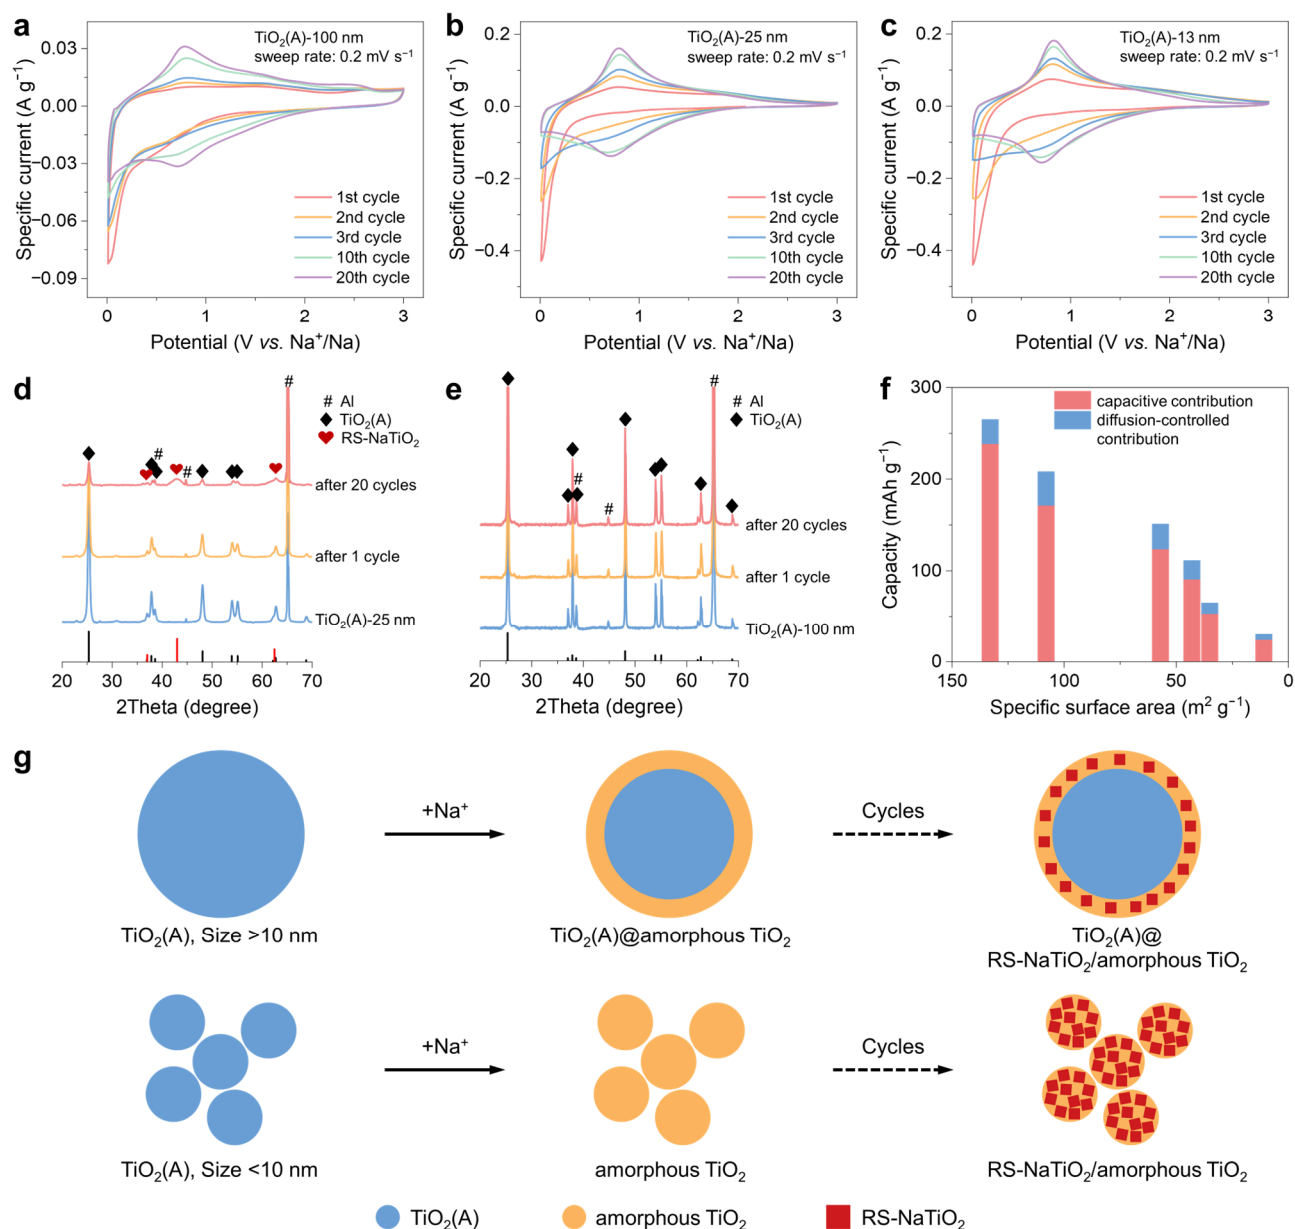 a
TiO₂(A)-100 nm
sweep rate: 0.2 mV s⁻¹
Specific current (A g⁻¹)
0.03
0.00
−0.03
−0.06
−0.09
1st cycle
2nd cycle
3rd cycle
10th cycle
20th cycle
0 1 2 3
Potential (V vs. Na⁺/Na)
b
TiO₂(A)-25 nm
sweep rate: 0.2 mV s⁻¹
Specific current (A g⁻¹)
0.2
0.0
−0.2
−0.4
1st cycle
2nd cycle
3rd cycle
10th cycle
20th cycle
0 1 2 3
Potential (V vs. Na⁺/Na)
c
TiO₂(A)-13 nm
sweep rate: 0.2 mV s⁻¹
Specific current (A g⁻¹)
0.2
0.0
−0.2
−0.4
1st cycle
2nd cycle
3rd cycle
10th cycle
20th cycle
0 1 2 3
Potential (V vs. Na⁺/Na)
d
# Al
♦ TiO₂(A)
♥ RS-NaTiO₂
#
#
#
after 20 cycles
after 1 cycle
TiO₂(A)-25 nm
20 30 40 50 60 70
2Theta (degree)
e
# Al
♦ TiO₂(A)
#
#
#
after 20 cycles
after 1 cycle
TiO₂(A)-100 nm
20 30 40 50 60 70
2Theta (degree)
f
capacitive contribution
diffusion-controlled
contribution
Capacity (mAh g⁻¹)
300
200
100
0
150 100 50 0
Specific surface area (m² g⁻¹)
g
+Na⁺
Cycles
TiO₂(A), Size >10 nm
TiO₂(A)@amorphous TiO₂
TiO₂(A)@
RS-NaTiO₂/amorphous TiO₂
+Na⁺
Cycles
TiO₂(A), Size <10 nm
amorphous TiO₂
RS-NaTiO₂/amorphous TiO₂
TiO₂(A)
amorphous TiO₂
RS-NaTiO₂